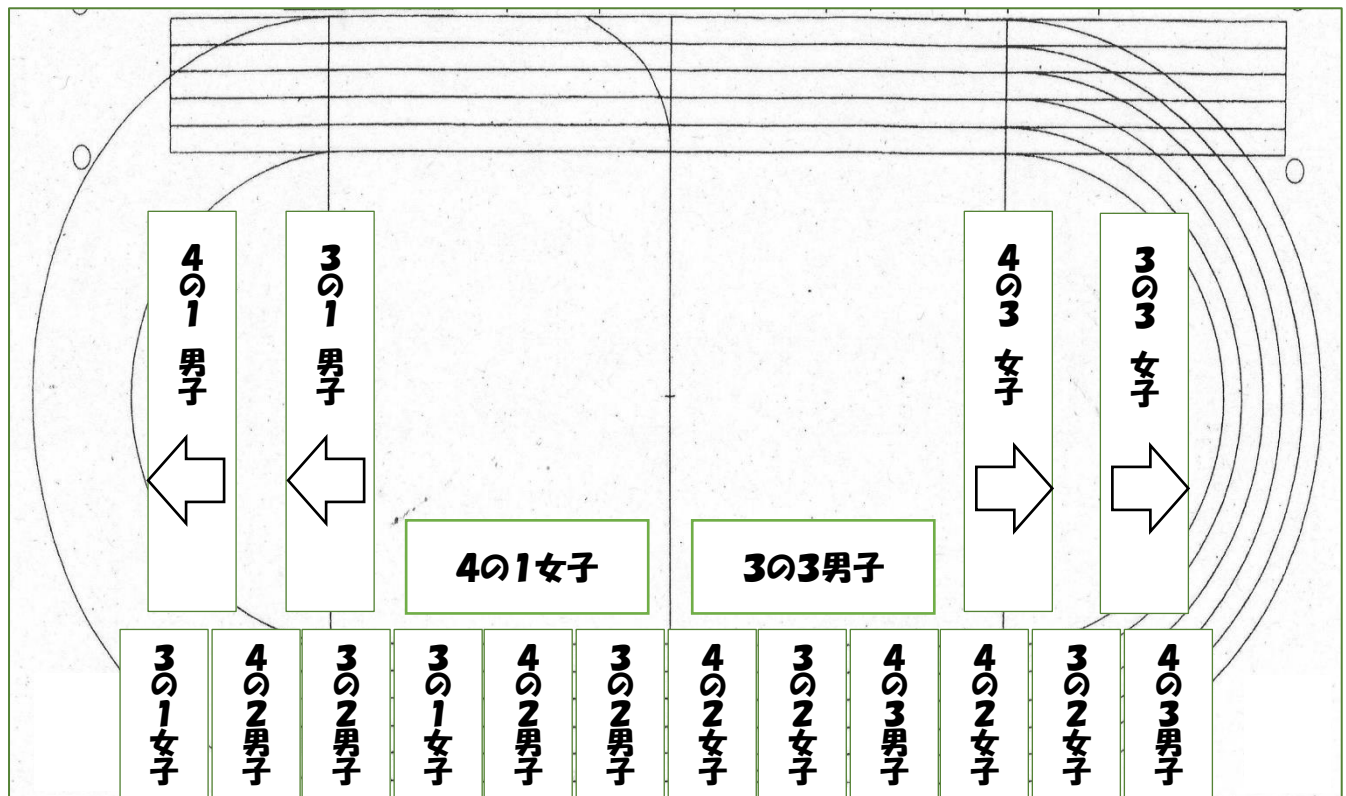 4の1 男子
3の1 男子
4の3 女子
3の3 女子
4の1女子
3の3男子
3の1女子
4の2男子
3の2男子
3の1女子
4の2男子
3の2男子
4の2女子
3の2女子
4の3男子
4の2女子
3の2女子
4の3男子